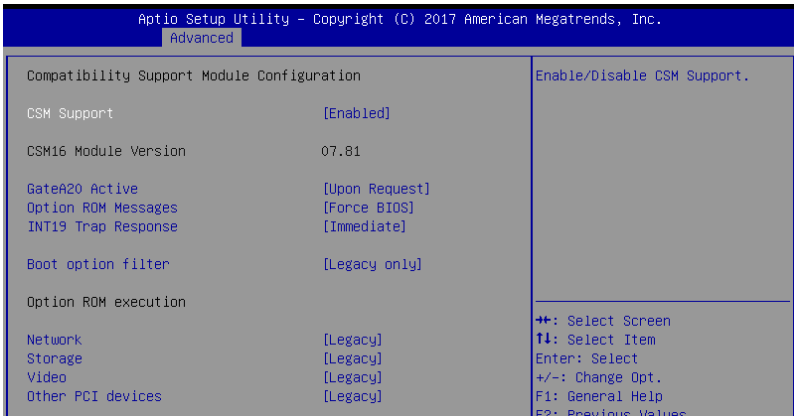 Aptio Setup Utility – Copyright (C) 2017 American Megatrends, Inc.
Advanced
Compatibility Support Module Configuration
CSM Support [Enabled]
CSM16 Module Version 07.81
GateA20 Active [Upon Request]
Option ROM Messages [Force BIOS]
INT19 Trap Response [Immediate]
Boot option filter [Legacy only]
Option ROM execution
Network [Legacy]
Storage [Legacy]
Video [Legacy]
Other PCI devices [Legacy]
Enable/Disable CSM Support.
→←: Select Screen
↑↓: Select Item
Enter: Select
+/-: Change Opt.
F1: General Help
F2: Previous Values